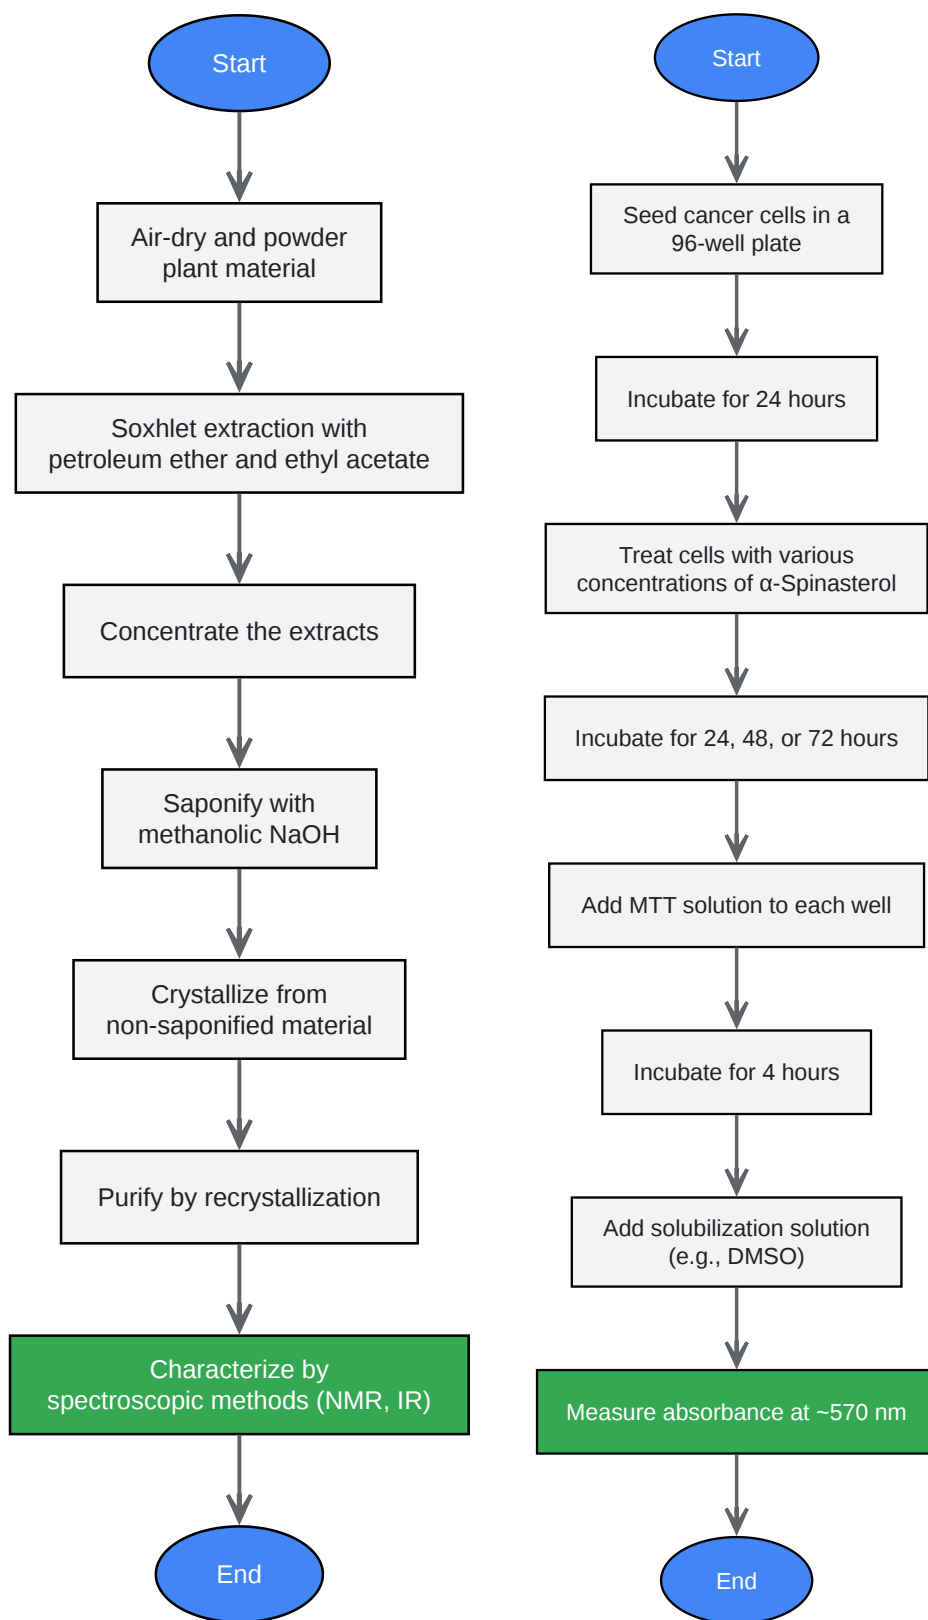 Start
Air-dry and powder
plant material
Soxhlet extraction with
petroleum ether and ethyl acetate
Concentrate the extracts
Saponify with
methanolic NaOH
Crystallize from
non-saponified material
Purify by recrystallization
Characterize by
spectroscopic methods (NMR, IR)
End
Start
Seed cancer cells in a
96-well plate
Incubate for 24 hours
Treat cells with various
concentrations of α-Spinasterol
Incubate for 24, 48, or 72 hours
Add MTT solution to each well
Incubate for 4 hours
Add solubilization solution
(e.g., DMSO)
Measure absorbance at ~570 nm
End